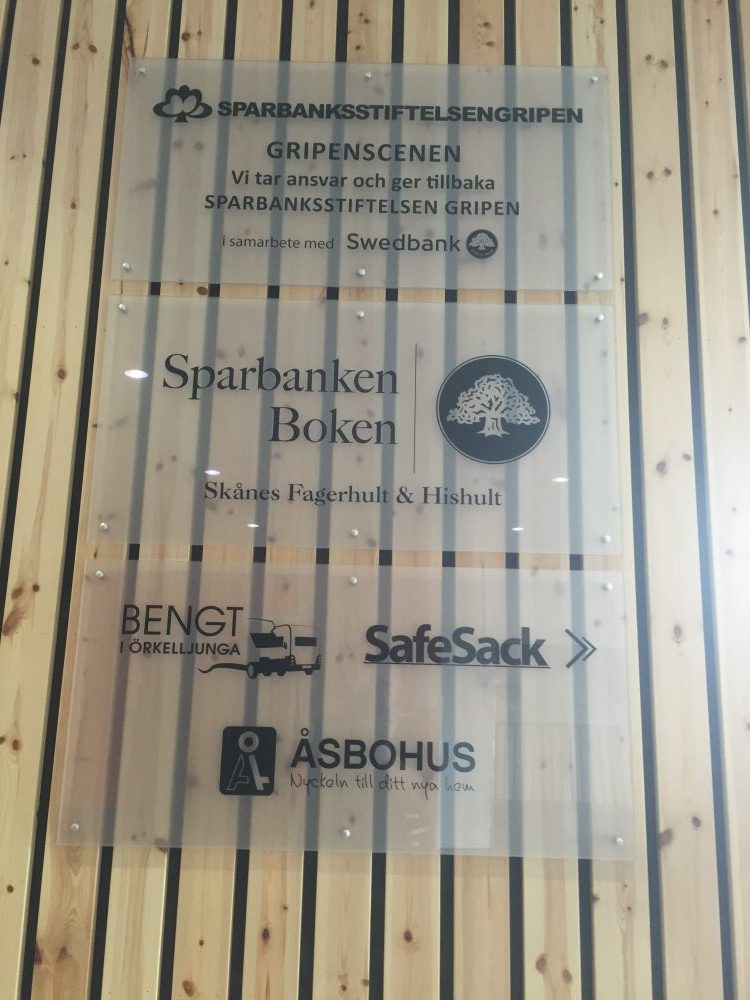 SPARBANKSSTIFTELSENGRIPEN
GRIPENSCENEN
Vi tar ansvar och ger tillbaka
SPARBANKSSTIFTELSEN GRIPEN
i samarbete med Swedbank
Sparbanken
Boken
Skånes Fagerhult & Hishult
BENGT
I ÖRKELLJUNGA
SafeSack
ÅSBOHUS
Nyckeln till ditt nya hem